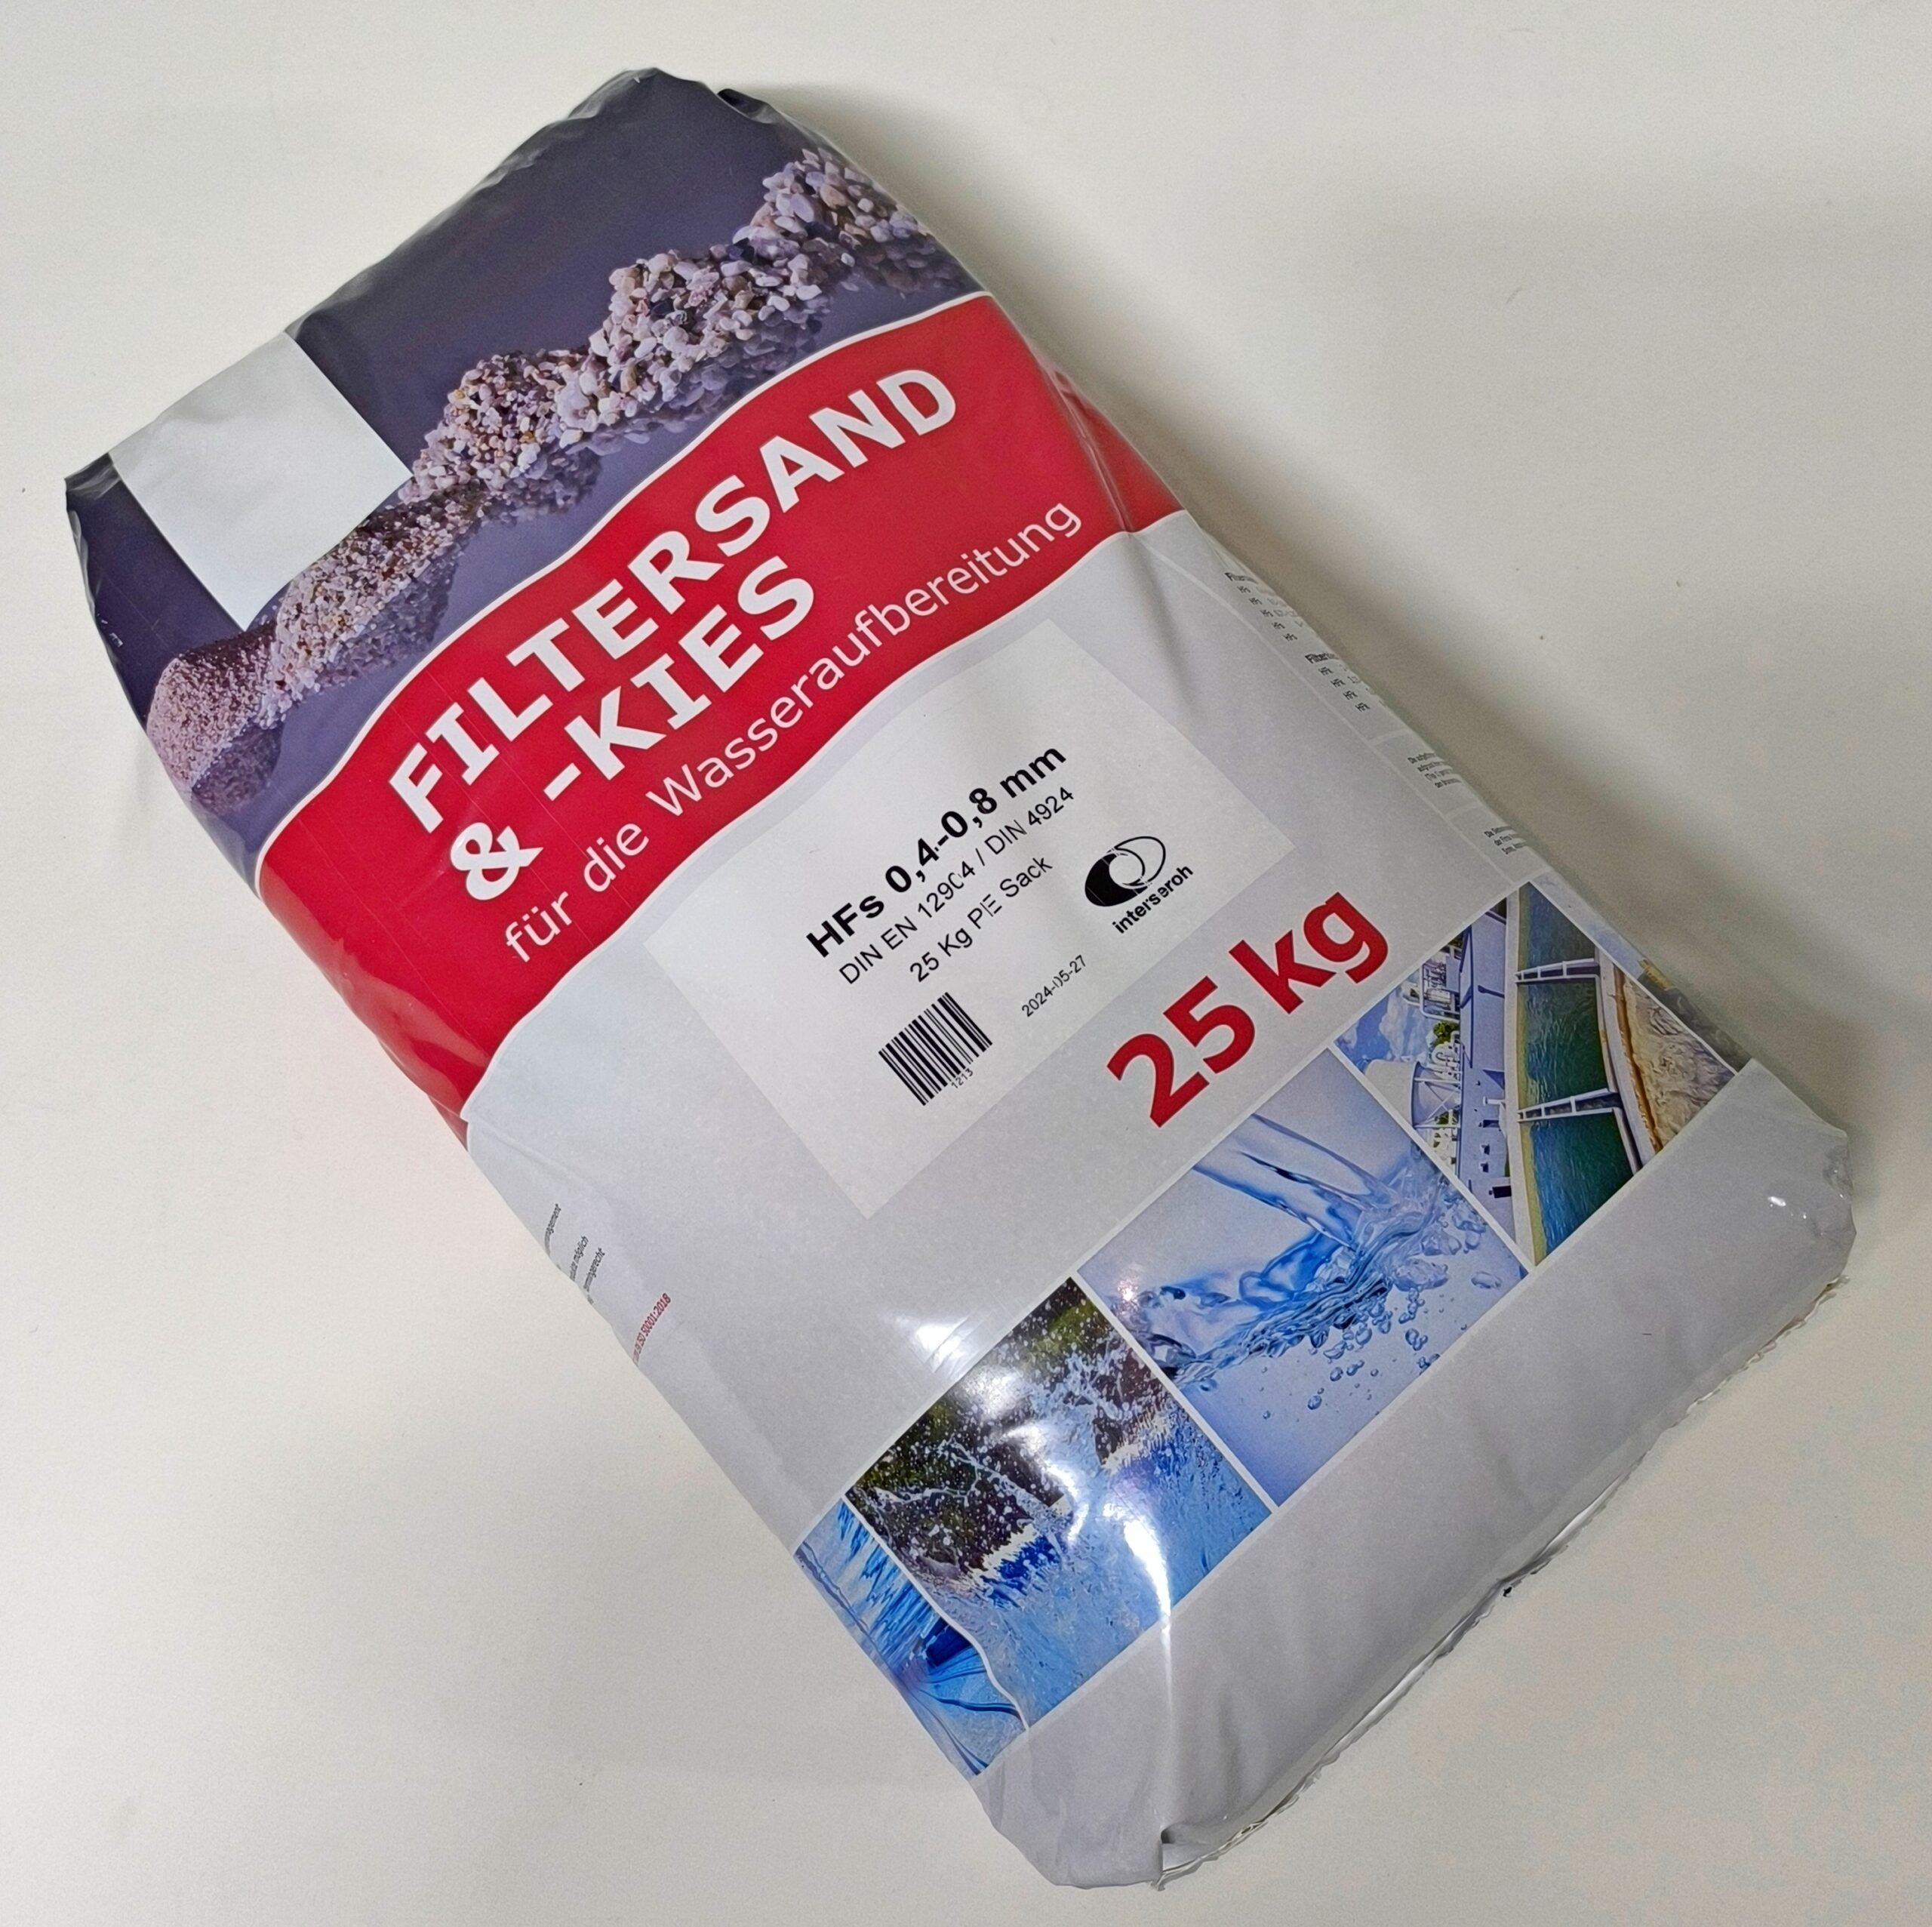 FILTERSAND
& -KIES
für die Wasseraufbereitung
HFs 0,4-0,8 mm
DIN EN 12904 / DIN 4924
25 Kg PE Sack
interseroh
2024-05-27
1213
25 kg